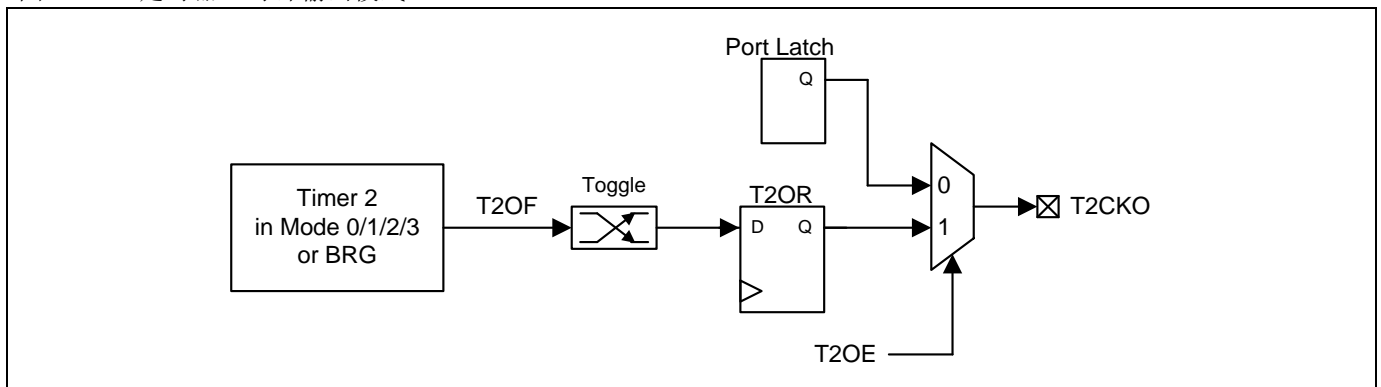 Port Latch
Q
Timer 2
in Mode 0/1/2/3
or BRG
T2OF
Toggle
T2OR
D
Q
0
1
T2CKO
T2OE